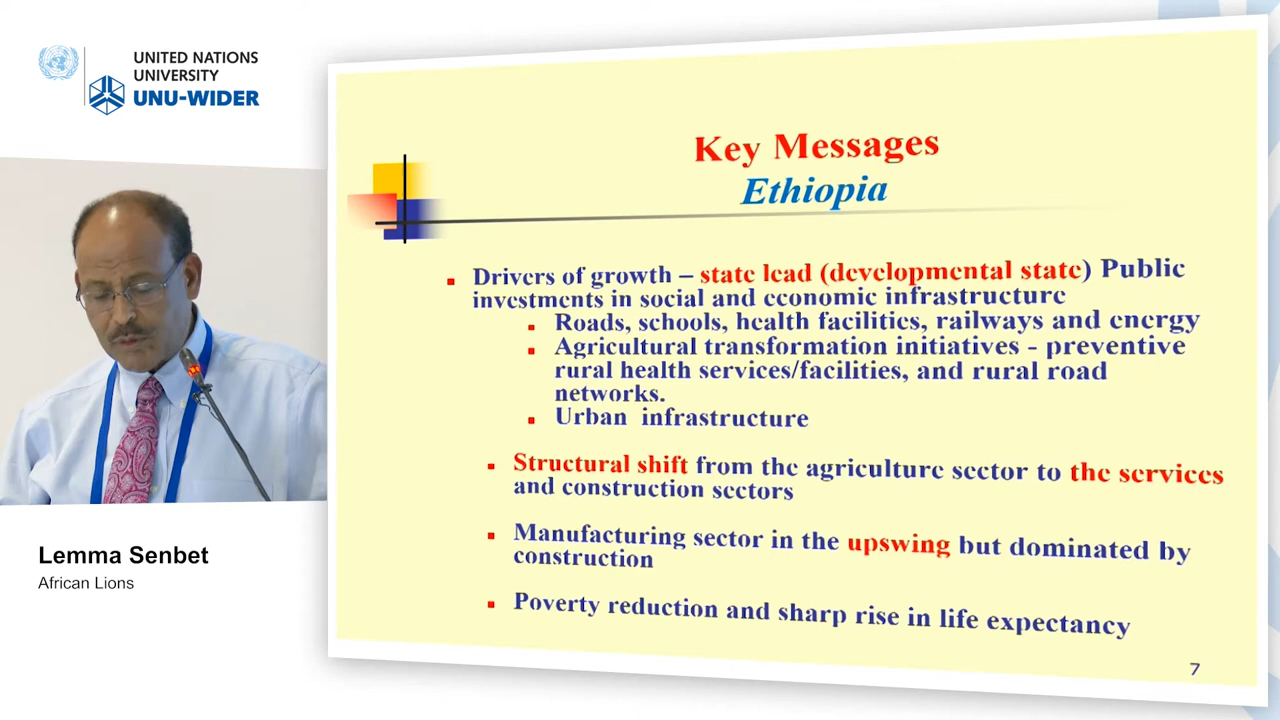 UNITED NATIONS
UNIVERSITY
UNU-WIDER
Key Messages
Ethiopia
Drivers of growth – state lead (developmental state) Public
investments in social and economic infrastructure
Roads, schools, health facilities, railways and energy
Agricultural transformation initiatives - preventive
rural health services/facilities, and rural road
networks.
Urban infrastructure
Structural shift from the agriculture sector to the services
and construction sectors
Manufacturing sector in the upswing but dominated by
construction
Poverty reduction and sharp rise in life expectancy
7
Lemma Senbet
African Lions